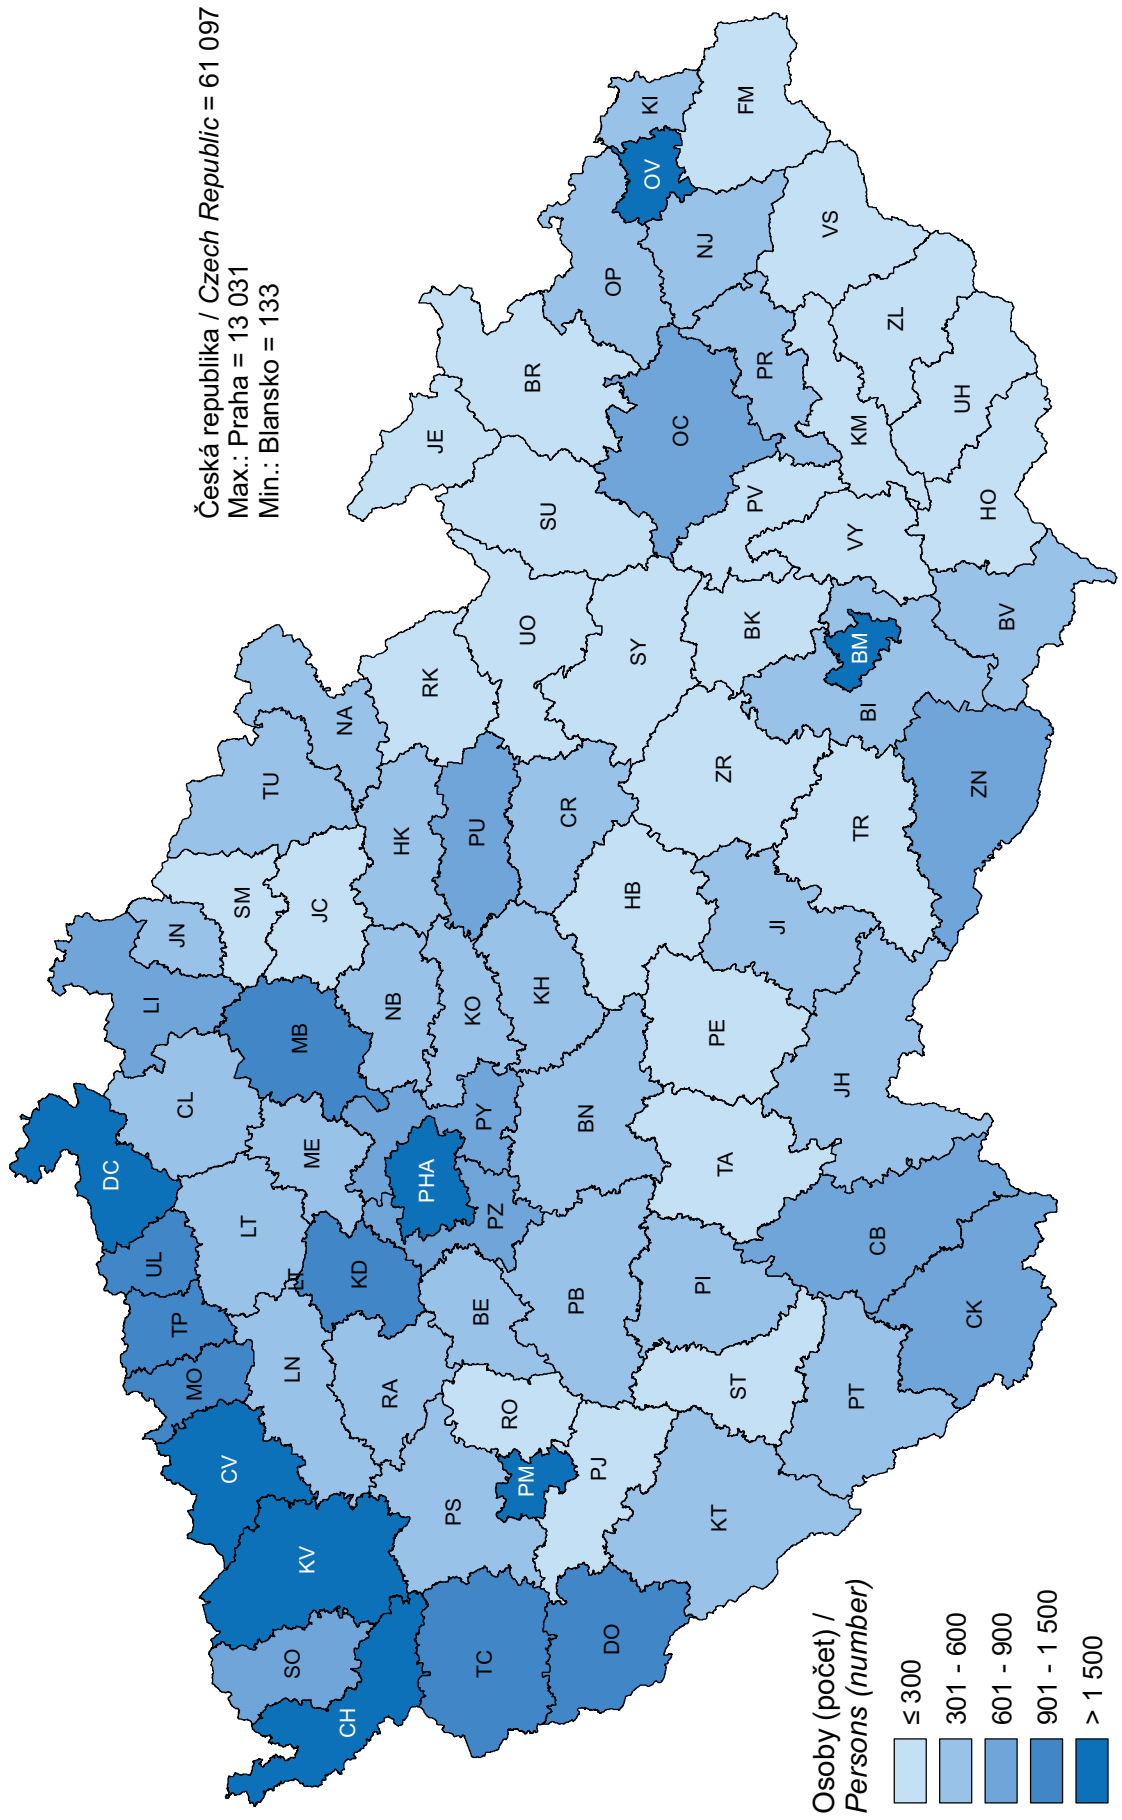 Česká republika / Czech Republic = 61 097
Max.: Praha = 13 031
Min.: Blansko = 133
DC
LI
JN
UL
CL
SM
TU
TP
LT
MB
JC
NA
MO
ME
NB
HK
RK
JE
CV
LN
LT
KD
PHA
KO
PU
UO
SU
BR
KV
RA
BE
PZ
PY
KH
CR
SY
OC
OP
OV
KI
SO
PS
RO
PB
BN
HB
ZR
BK
PV
PR
NJ
FM
CH
PM
PJ
PI
TA
PE
JI
TR
BI
BM
VY
KM
ZL
VS
TC
DO
KT
ST
PT
CB
JH
ZN
BV
HO
UH
CK
Osoby (počet) /
Persons (number)
≤ 300
301 - 600
601 - 900
901 - 1 500
> 1 500